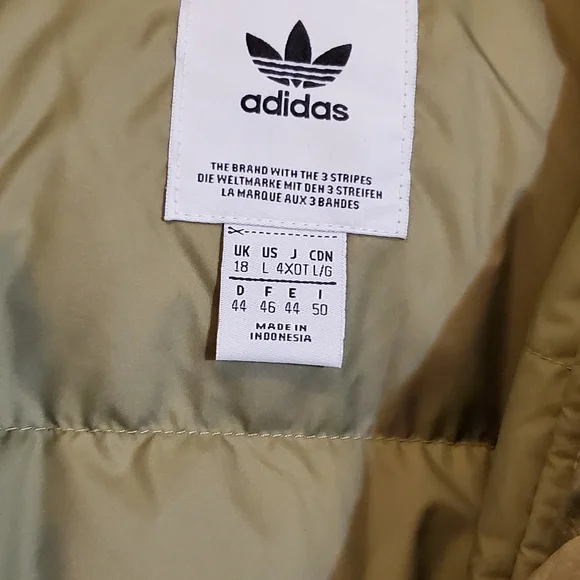 adidas
THE BRAND WITH THE 3 STRIPES
DIE WELTMARKE MIT DEN 3 STREIFEN
LA MARQUE AUX 3 BANDES
UK US J CDN
18 L 4XOT L/G
D F E I
44 46 44 50
MADE IN
INDONESIA